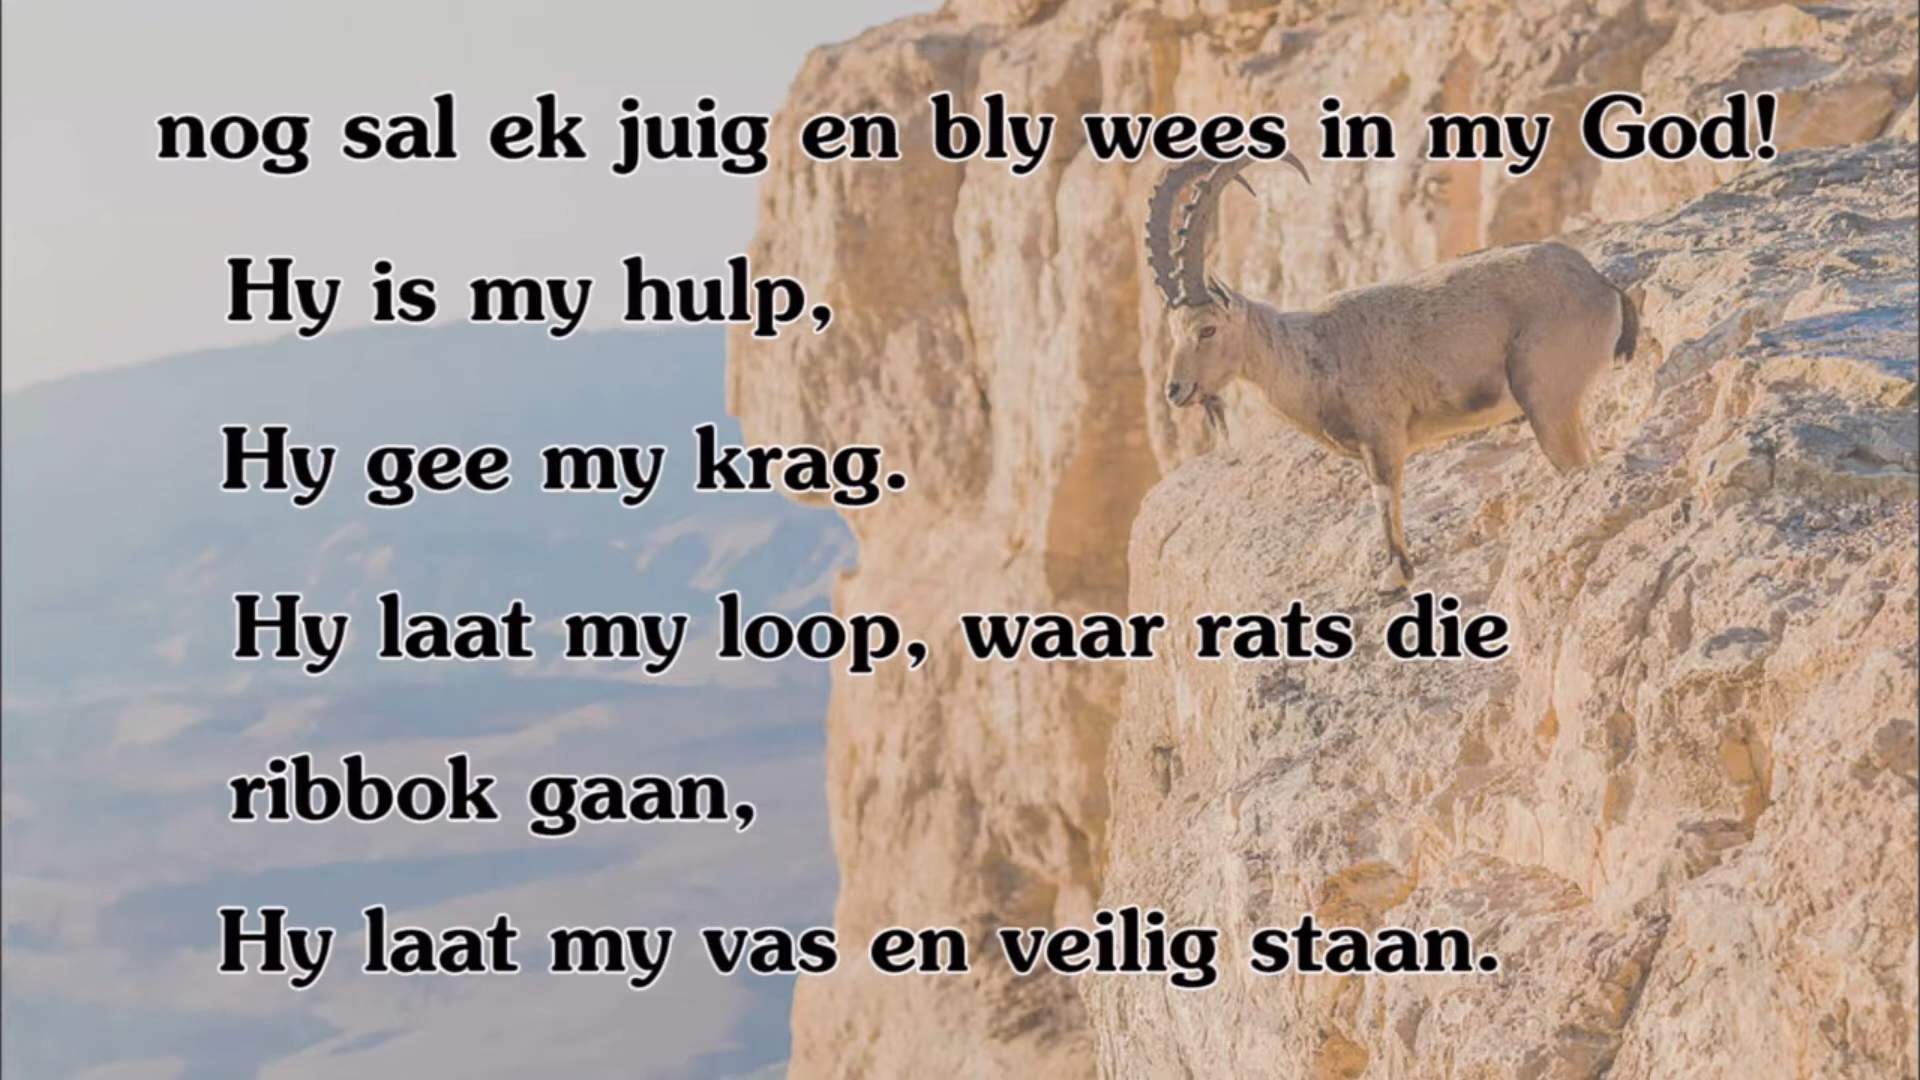 nog sal ek juig en bly wees in my God!
Hy is my hulp,
Hy gee my krag.
Hy laat my loop, waar rats die
ribbok gaan,
Hy laat my vas en veilig staan.